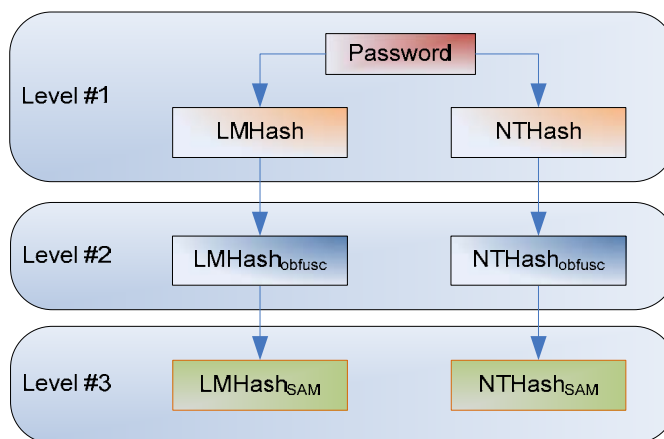 Password
Level #1
LMHash
NTHash
Level #2
LMHashobfusc
NTHashobfusc
Level #3
LMHashSAM
NTHashSAM